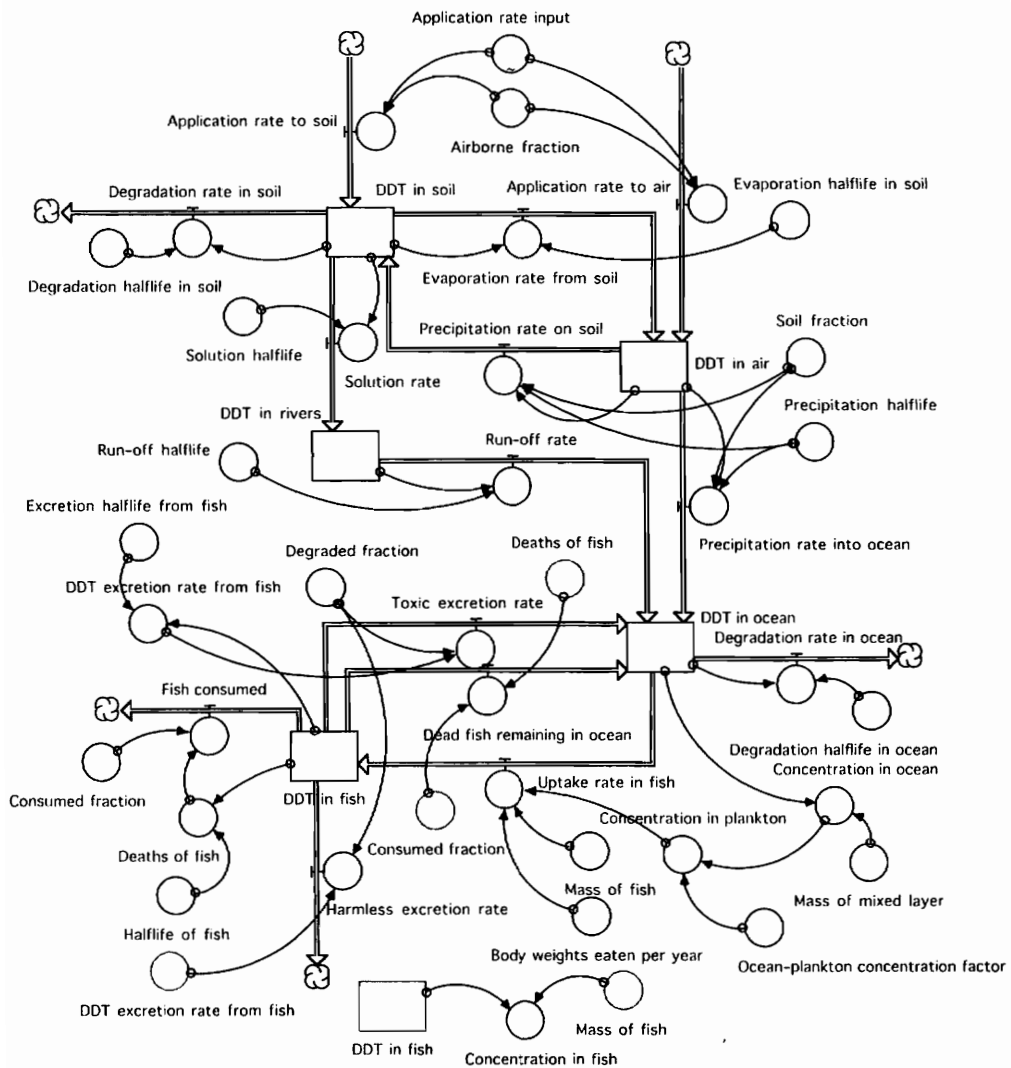 Application rate input
Application rate to soil
Airborne fraction
Degradation rate in soil
DDT in soil
Application rate to air
Evaporation halflife in soil
Degradation halflife in soil
Evaporation rate from soil
Solution halflife
Solution rate
Precipitation rate on soil
Soil fraction
DDT in air
Precipitation halflife
DDT in rivers
Run-off halflife
Run-off rate
Excretion halflife from fish
Degraded fraction
Deaths of fish
Precipitation rate into ocean
DDT excretion rate from fish
Toxic excretion rate
DDT in ocean
Degradation rate in ocean
Fish consumed
Dead fish remaining in ocean
Degradation halflife in ocean
Concentration in ocean
Consumed fraction
DDT in fish
Uptake rate in fish
Concentration in plankton
Deaths of fish
Consumed fraction
Mass of fish
Mass of mixed layer
Harmless excretion rate
Halflife of fish
Body weights eaten per year
Ocean-plankton concentration factor
DDT excretion rate from fish
Mass of fish
DDT in fish
Concentration in fish